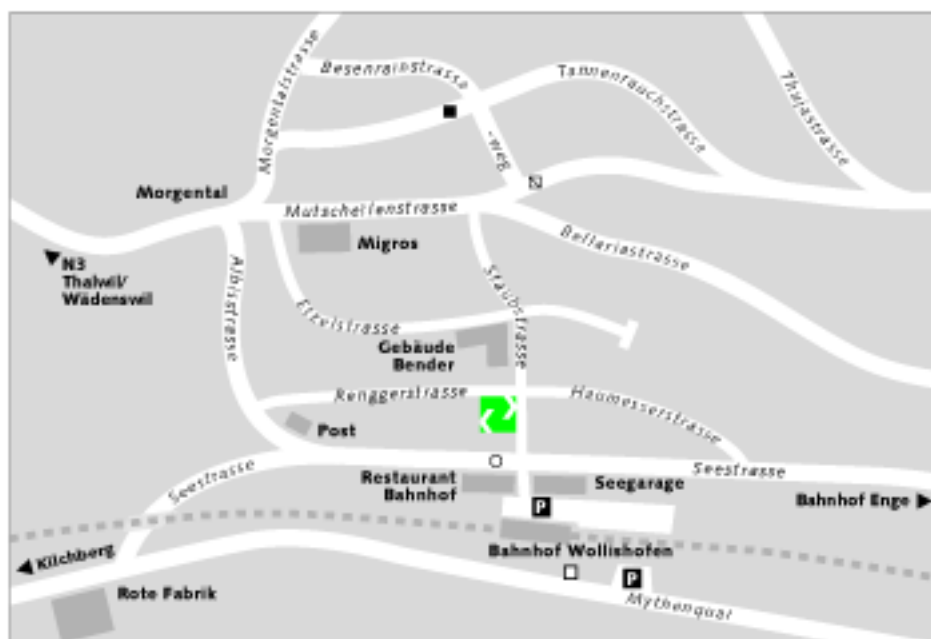 Morgentalstrasse
Besenrainstrasse
Tannenrauchstrasse
Thujastrasse
-weg
Morgental
Mutschellenstrasse
Migros
Bellariastrasse
N3
Thalwil/
Wädenswil
Albisstrasse
Etzelstrasse
Staubstrasse
Gebäude
Bender
Renggerstrasse
Haumesserstrasse
Post
Seestrasse
Seestrasse
Restaurant
Bahnhof
Seegarage
Bahnhof Enge
P
Bahnhof Wollishofen
Kilchberg
P
Rote Fabrik
Mythenquai